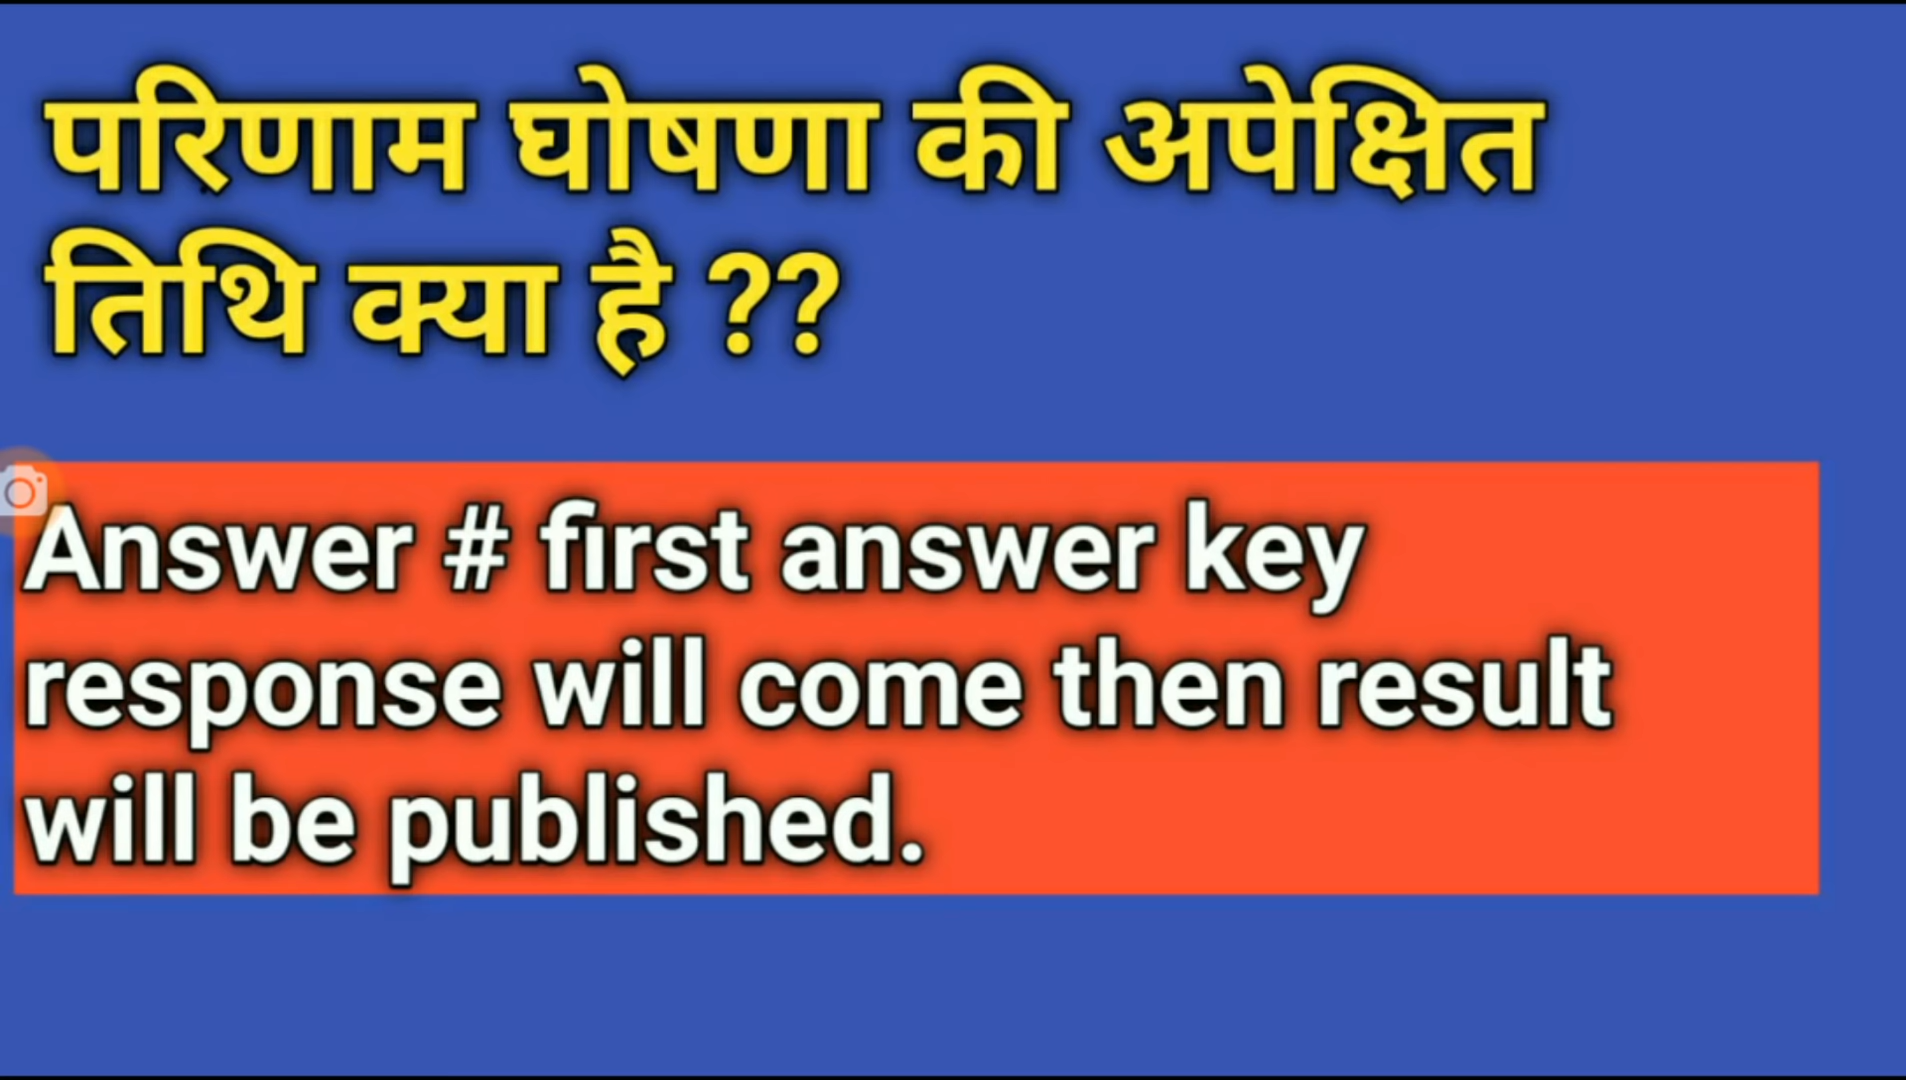 परिणाम घोषणा की अपेक्षित
तिथि क्या है ??
Answer # first answer key
response will come then result
will be published.